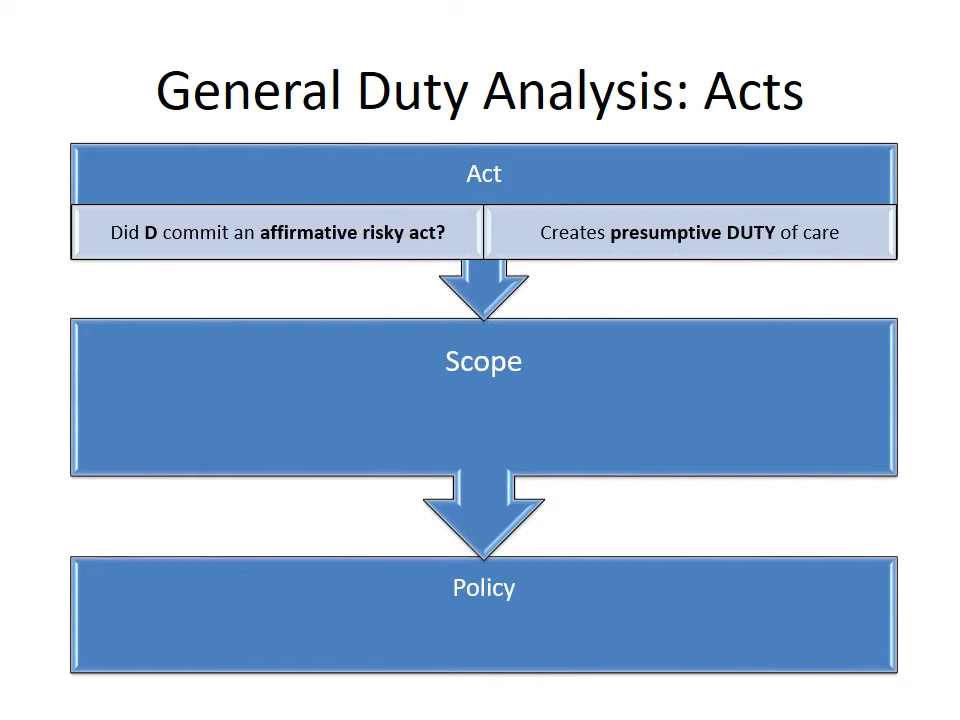 General Duty Analysis: Acts
Act
Did D commit an affirmative risky act?
Creates presumptive DUTY of care
Scope
Policy